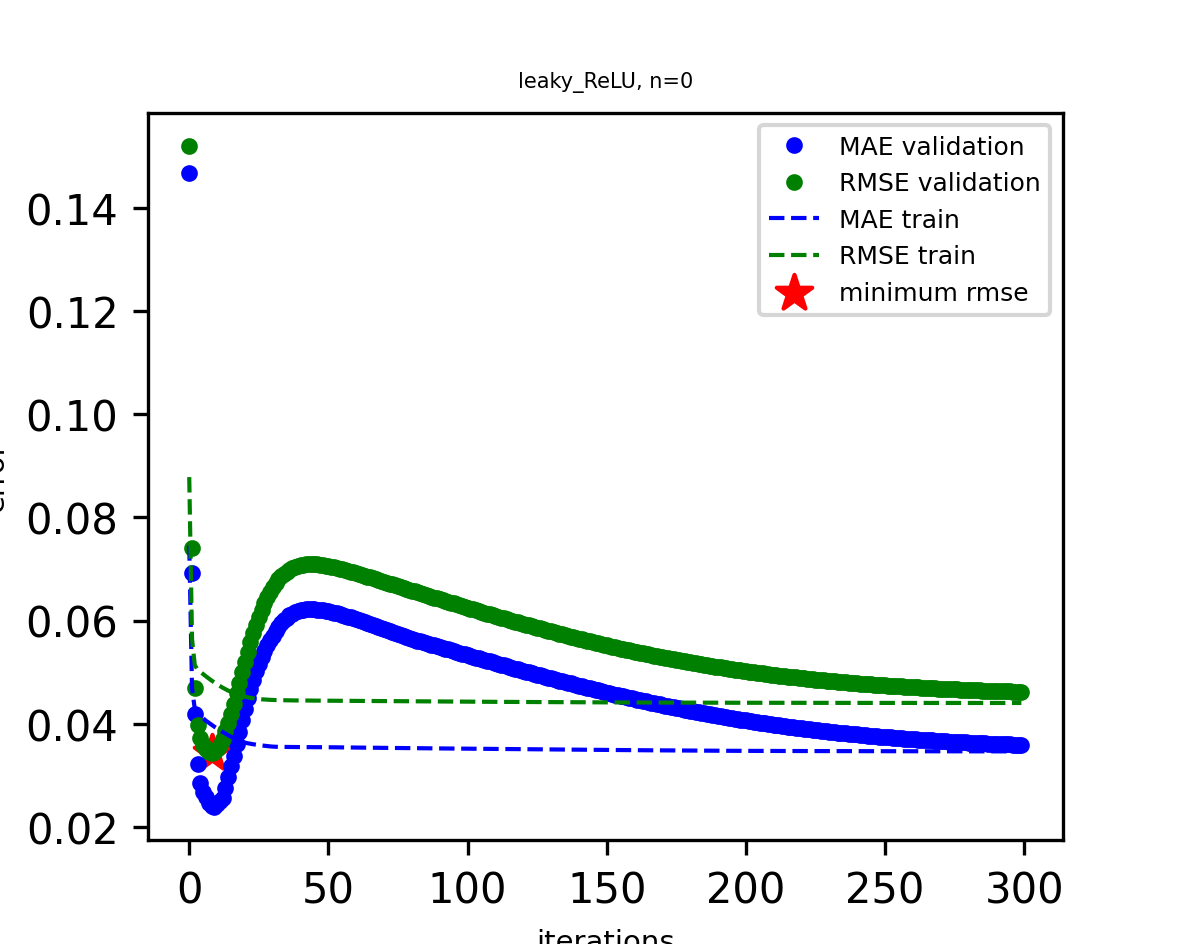 leaky_ReLU, n=0
MAE validation
RMSE validation
MAE train
RMSE train
minimum rmse
0.14
0.12
0.10
0.08
0.06
0.04
0.02
0 50 100 150 200 250 300
iterations